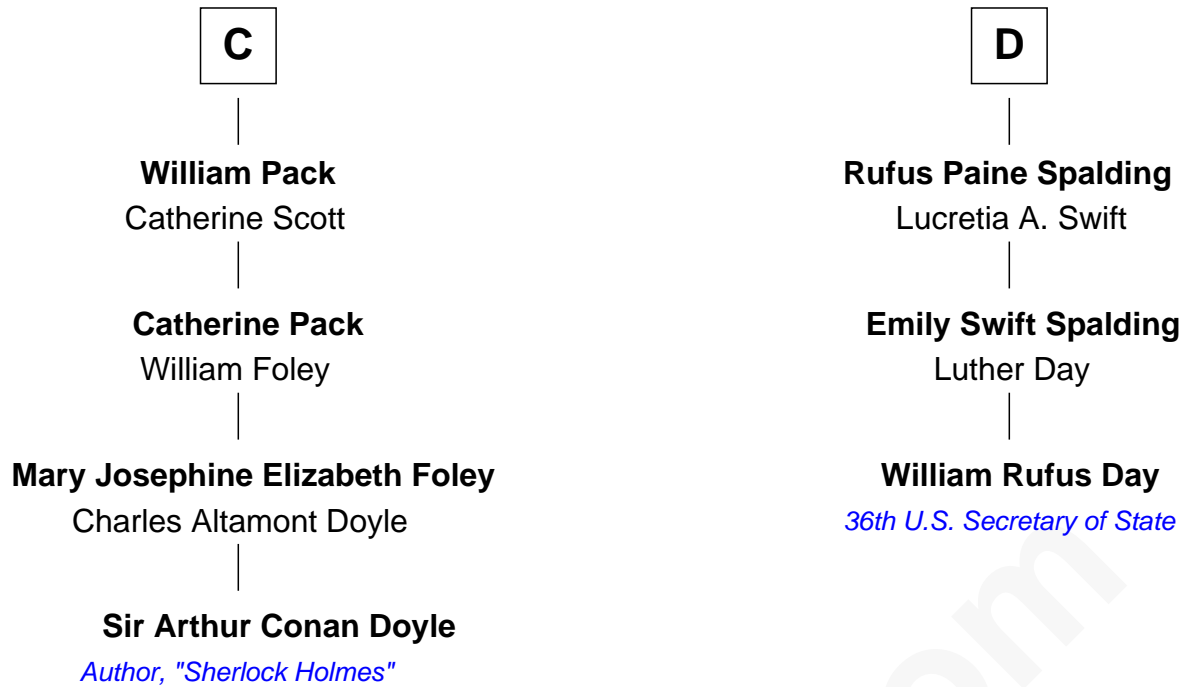 C
William Pack
Catherine Scott
Catherine Pack
William Foley
Mary Josephine Elizabeth Foley
Charles Altamont Doyle
Sir Arthur Conan Doyle
Author, "Sherlock Holmes"
D
Rufus Paine Spalding
Lucretia A. Swift
Emily Swift Spalding
Luther Day
William Rufus Day
36th U.S. Secretary of State
om